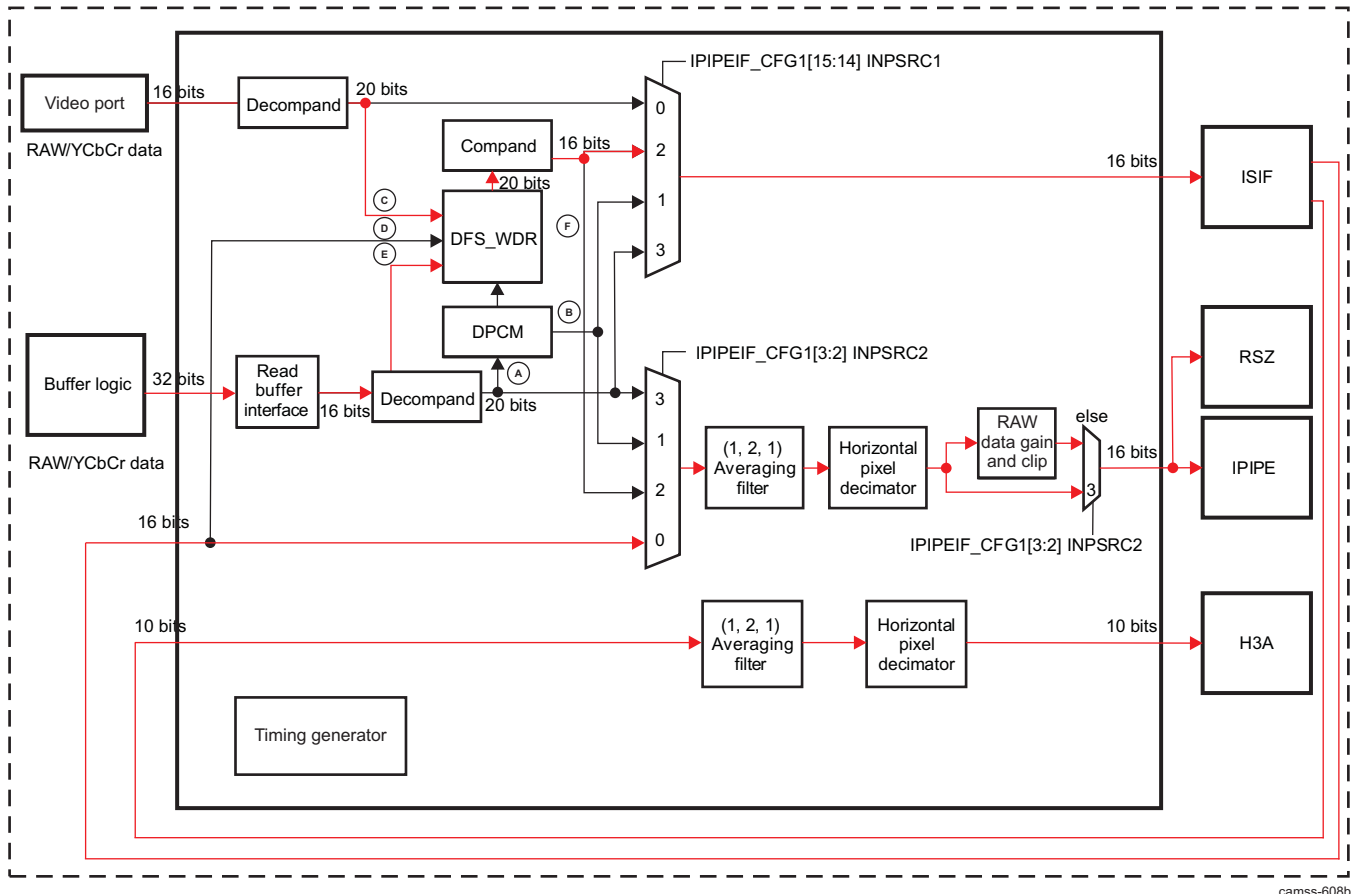 IPIPEIF_CFG1[15:14] INPSRC1
Video port
16 bits
Decompand
20 bits
0
RAW/YCbCr data
Compand
16 bits
2
20 bits
16 bits
ISIF
C
D
E
DFS_WDR
F
1
3
DPCM
B
IPIPEIF_CFG1[3:2] INPSRC2
RSZ
Buffer logic
32 bits
Read
buffer
interface
16 bits
Decompand
A
20 bits
3
else
RAW
data gain
and clip
16 bits
1
(1, 2, 1)
Averaging
filter
Horizontal
pixel
decimator
IPIPE
RAW/YCbCr data
2
3
16 bits
0
IPIPEIF_CFG1[3:2] INPSRC2
10 bits
(1, 2, 1)
Averaging
filter
Horizontal
pixel
decimator
10 bits
H3A
Timing generator
camss-608b